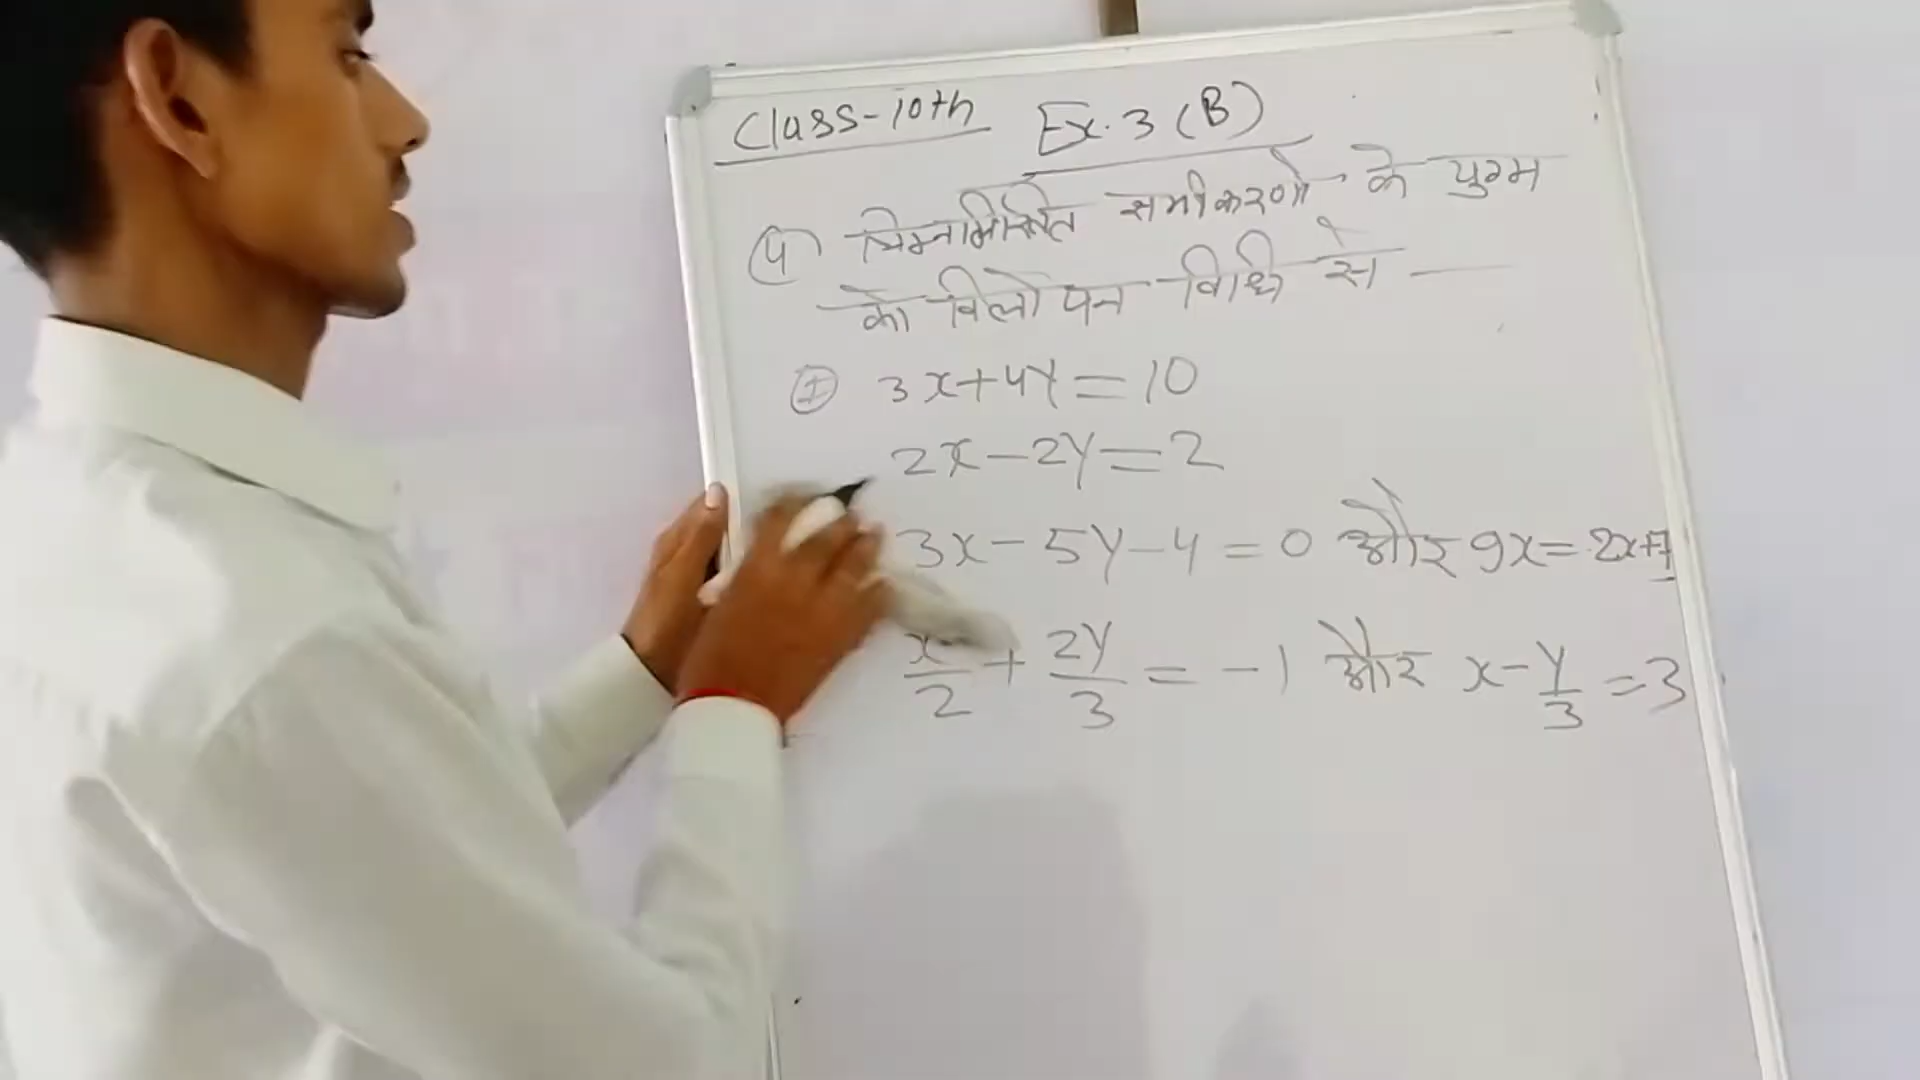 Class-10th Ex.3 (B)
(4) निम्नलिखित समीकरणो के युग्म
को विलोपन विधि से —
(I) 3x+4y=10
2x-2y=2
3x-5y-4=0 और 9x=2x+7
x/2+2y/3=-1 और x-y/3=3